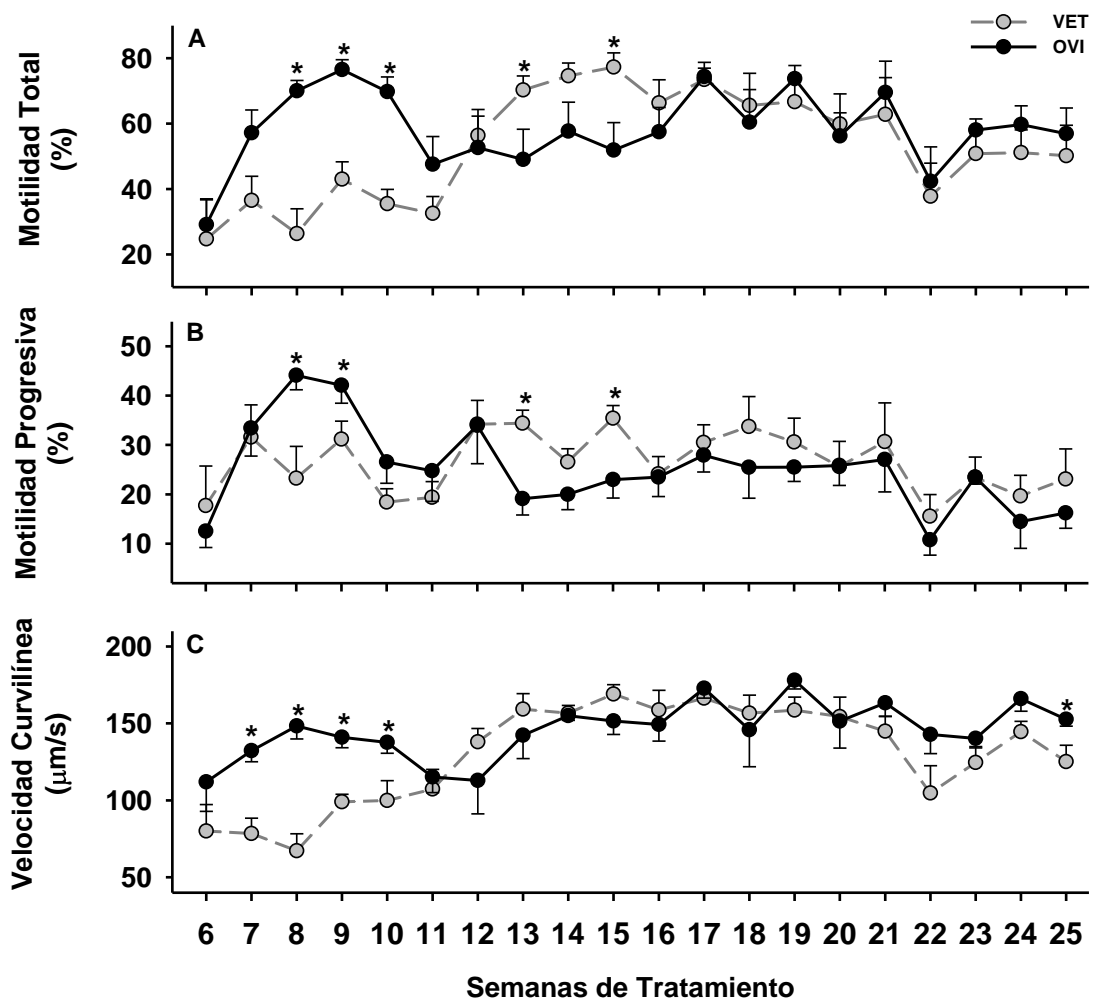 VET
OVI
A
Motilidad Total
(%)
80
60
40
20
* * * * *
B
Motilidad Progresiva
(%)
50
40
30
20
10
* * * *
C
Velocidad Curvilínea
(µm/s)
200
150
100
50
* * * * *
6 7 8 9 10 11 12 13 14 15 16 17 18 19 20 21 22 23 24 25
Semanas de Tratamiento